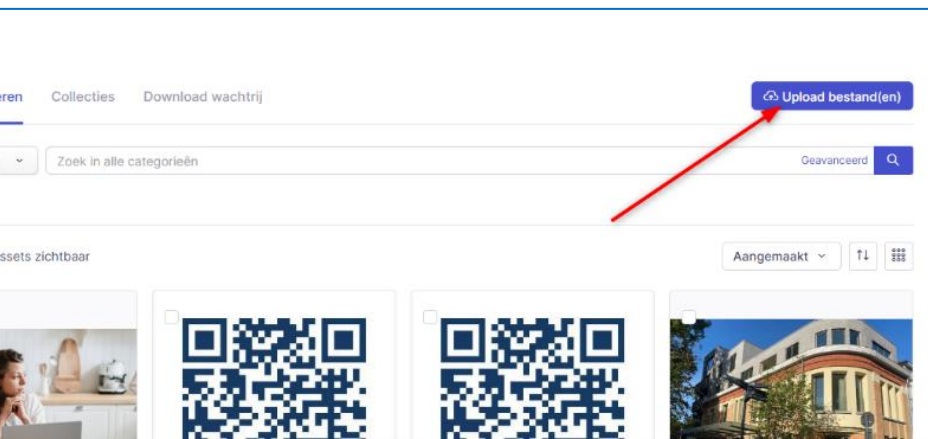 eren Collecties Download wachtrij Upload bestand(en)
Zoek in alle categorieën Geavanceerd
ssets zichtbaar Aangemaakt